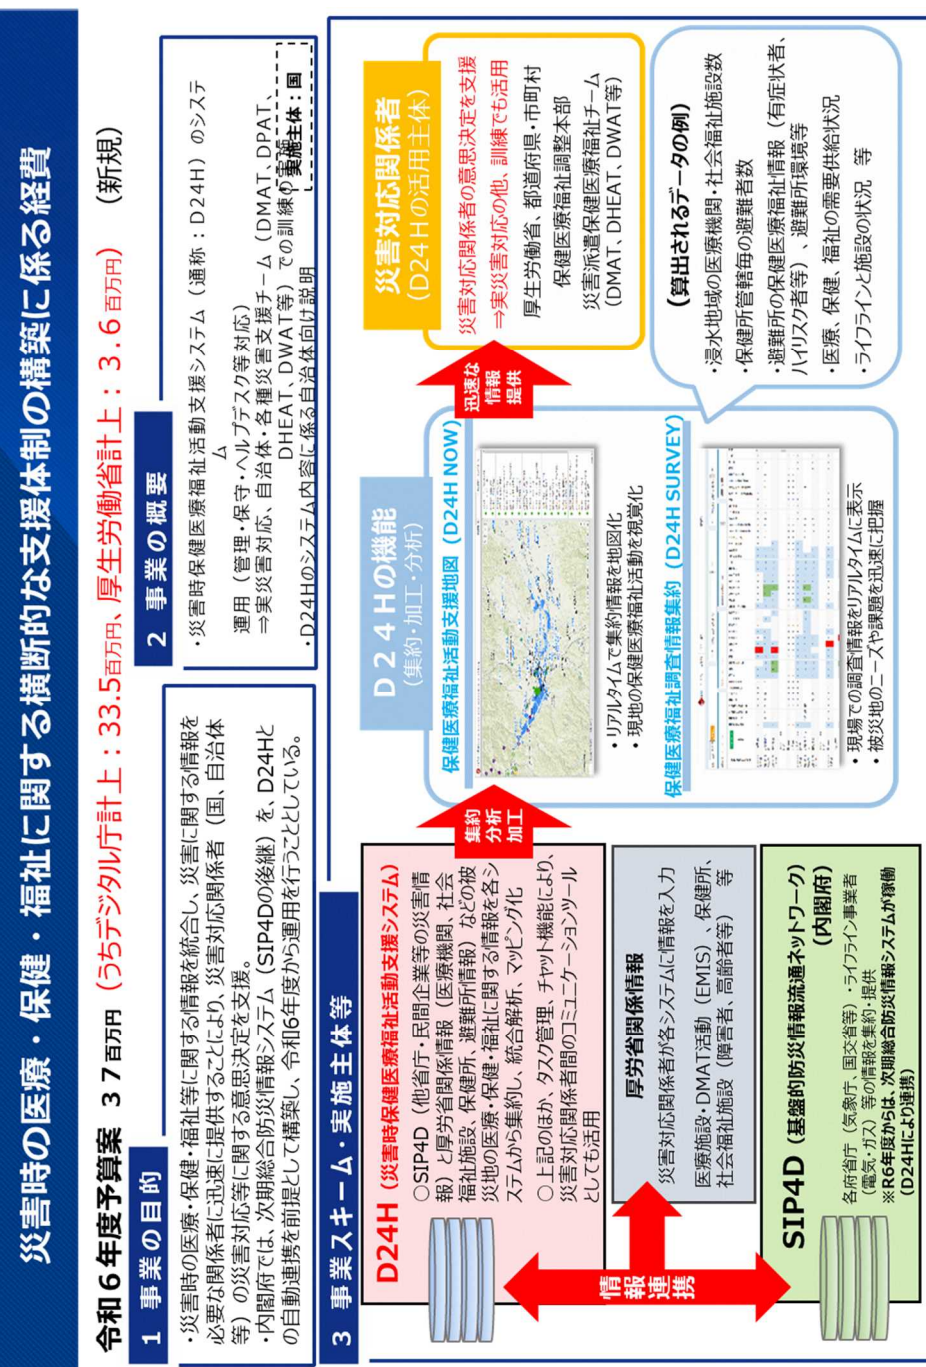 災害時の医療・保健・福祉に関する横断的な支援体制の構築に係る経費
令和6年度予算案 37百万円 (うちデジタル庁計上：33.5百万円、厚生労働省計上：3.6百万円) (新規)
1 事業の目的
・災害時の医療・保健・福祉等に関する情報を統合し、災害に関する情報を
必要な関係者に迅速に提供することにより、災害対応関係者(国、自治体
等)の災害対応等に関する意思決定を支援。
・内閣府では、次期総合防災情報システム(SIP4Dの後継)を、D24Hと
の自動連携を前提として構築し、令和6年度から運用を行うこととしている。
2 事業の概要
・災害時保健医療福祉活動支援システム(通称：D24H)のシステ
ム
運用(管理・保守・ヘルプデスク等対応)
⇒実災害対応、自治体・各種災害支援チーム(DMAT、DPAT、
DHEAT、DWAT等)での訓練の
実施主体：国
・D24Hのシステム内容に係る自治体向け説明
3 事業スキーム・実施主体等
D24H(災害時保健医療福祉活動支援システム)
○SIP4D(他省庁・民間企業等の災害情
報)と厚労省関係情報(医療機関、社会
福祉施設、保健所、避難所情報)などの被
災地の医療・保健・福祉に関する情報を各シ
ステムから集約し、統合解析、マッピング化
○上記のほか、タスク管理、チャット機能により、
災害対応関係者間のコミュニケーションツール
としても活用
情報連携
厚労省関係情報
災害対応関係者が各システムに情報を入力
医療施設・DMAT活動(EMIS)、保健所、
社会福祉施設(障害者、高齢者等) 等
SIP4D(基盤的防災情報流通ネットワーク)
(内閣府)
各府省庁(気象庁、国交省等)・ライフライン事業者
(電気・ガス)等の情報を集約・提供
※R6年度からは、次期総合防災情報システムが稼働
(D24Hにより連携)
集約
分析
加工
D24Hの機能
(集約・加工・分析)
保健医療福祉活動支援地図(D24H NOW)
・リアルタイムで集約情報を地図化
・現地の保健医療福祉活動を視覚化
保健医療福祉調査情報集約(D24H SURVEY)
・現場での調査情報をリアルタイムに表示
・被災地のニーズや課題を迅速に把握
迅速な
情報
提供
災害対応関係者
(D24Hの活用主体)
災害対応関係者の意思決定を支援
⇒実災害対応の他、訓練でも活用
厚生労働省、都道府県・市町村
保健医療福祉調整本部
災害派遣保健医療福祉チーム
(DMAT、DHEAT、DWAT等)
(算出されるデータの例)
・浸水地域の医療機関・社会福祉施設数
・保健所管轄毎の避難者数
・避難所の保健医療福祉情報(有症状者、
ハイリスク者等)、避難所環境等
・医療、保健、福祉の需要供給状況
・ライフラインと施設の状況 等